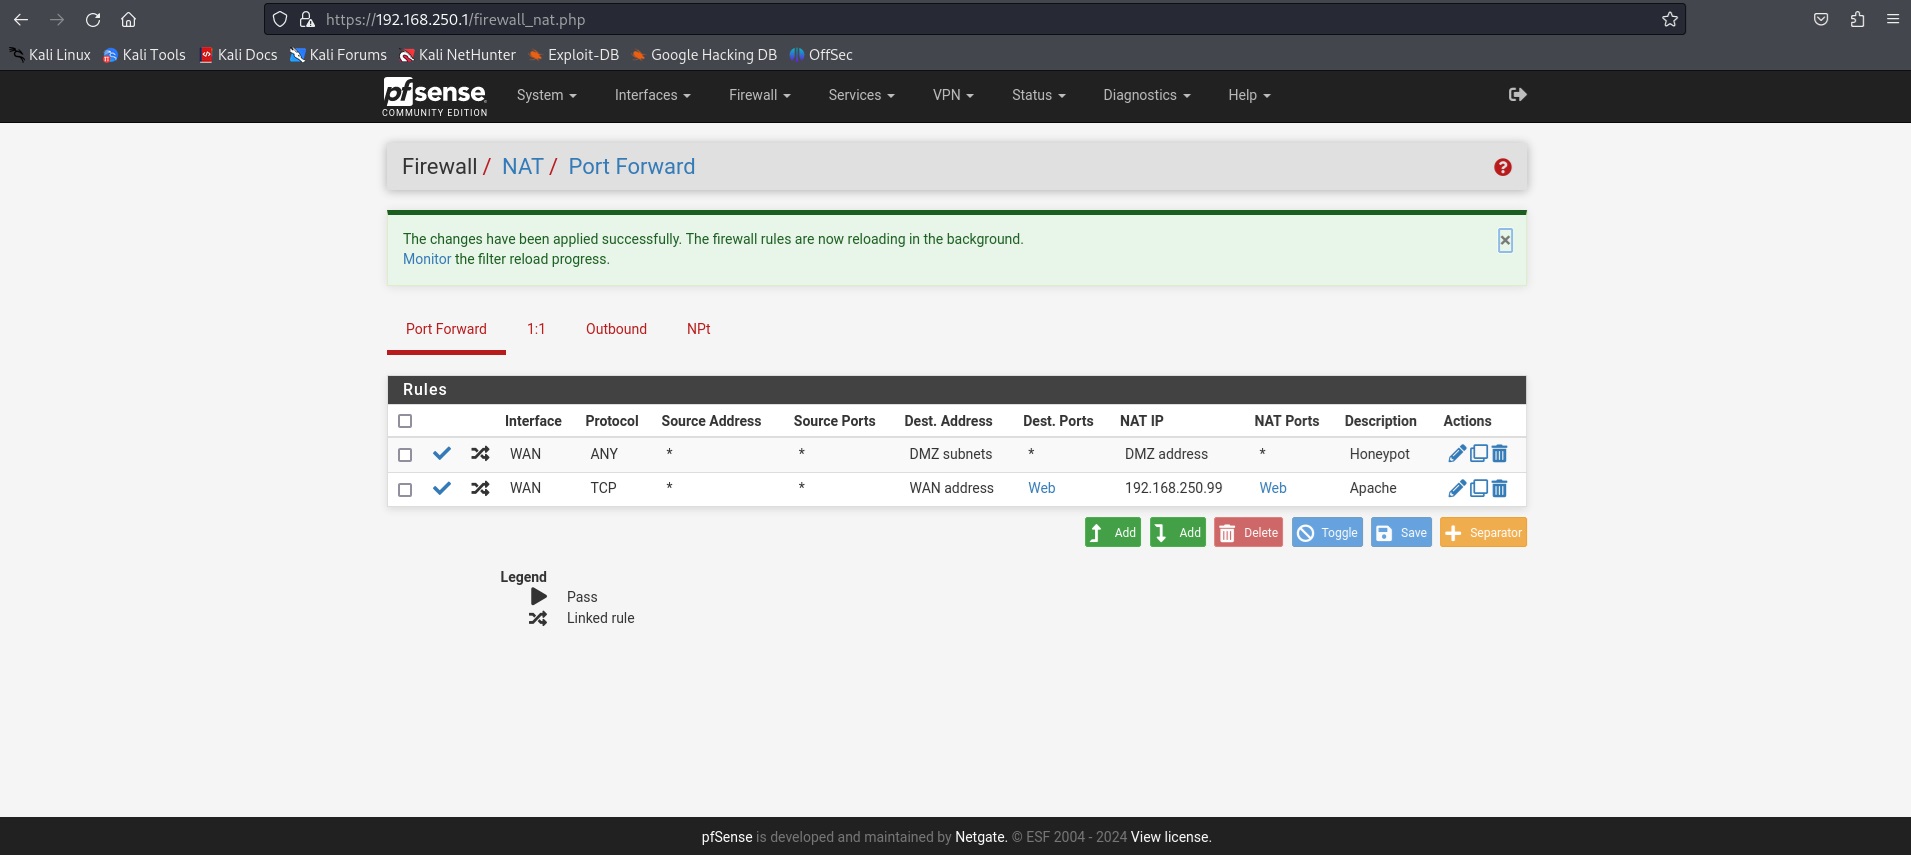 https://192.168.250.1/firewall_nat.php
Kali Linux Kali Tools Kali Docs Kali Forums Kali NetHunter Exploit-DB Google Hacking DB OffSec
pfsense COMMUNITY EDITION System Interfaces Firewall Services VPN Status Diagnostics Help
Firewall / NAT / Port Forward
The changes have been applied successfully. The firewall rules are now reloading in the background.
Monitor the filter reload progress.
Port Forward 1:1 Outbound NPt
Rules
Interface Protocol Source Address Source Ports Dest. Address Dest. Ports NAT IP NAT Ports Description Actions
WAN ANY * * DMZ subnets * DMZ address * Honeypot
WAN TCP * * WAN address Web 192.168.250.99 Web Apache
Add Add Delete Toggle Save Separator
Legend
Pass
Linked rule
pfSense is developed and maintained by Netgate. © ESF 2004 - 2024 View license.